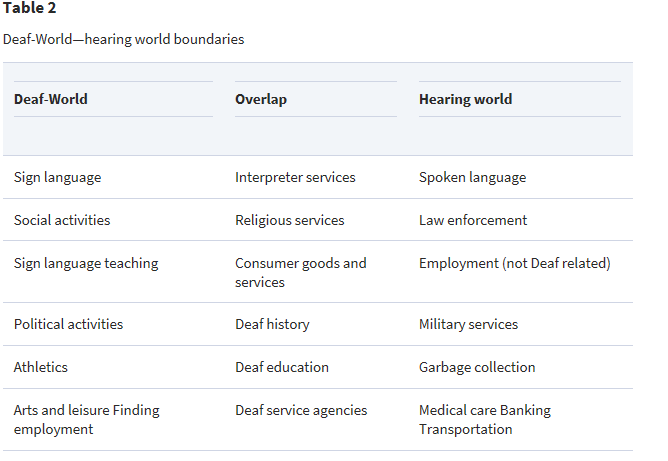 Table 2
Deaf-World—hearing world boundaries
Deaf-World Overlap Hearing world
Sign language Interpreter services Spoken language
Social activities Religious services Law enforcement
Sign language teaching Consumer goods and services Employment (not Deaf related)
Political activities Deaf history Military services
Athletics Deaf education Garbage collection
Arts and leisure Finding employment Deaf service agencies Medical care Banking Transportation